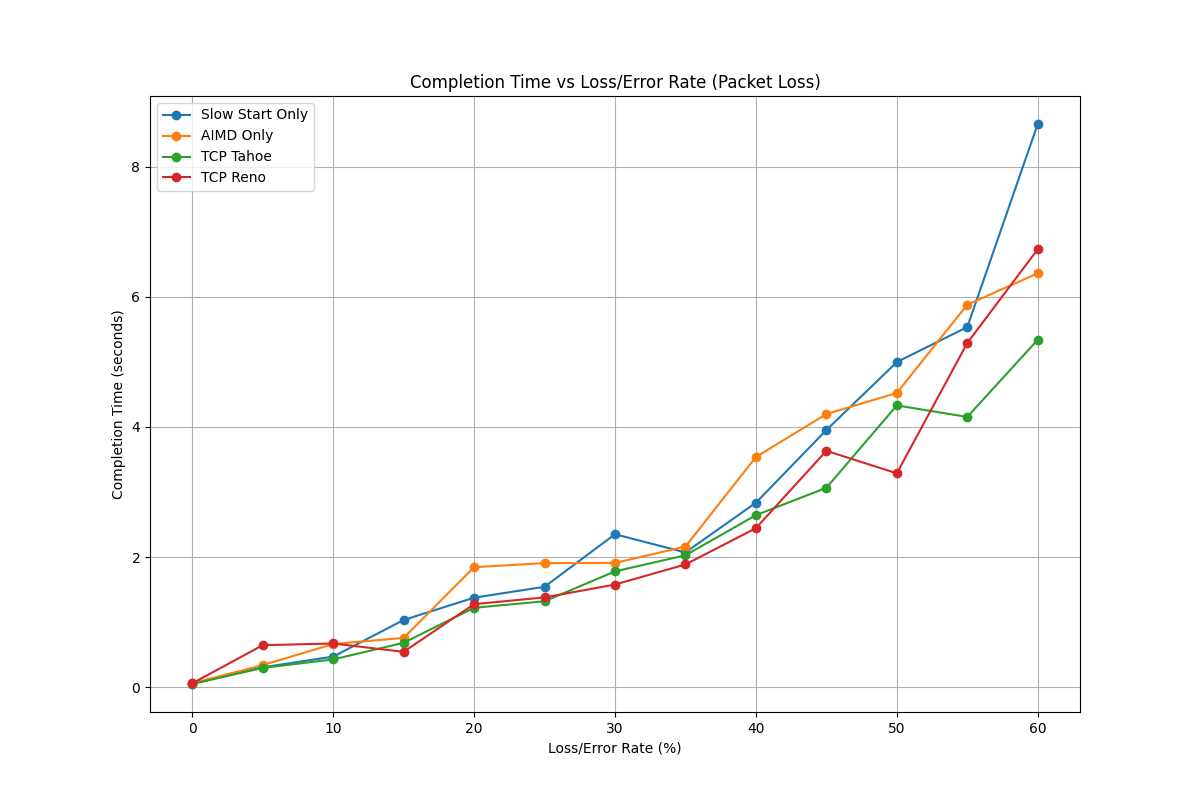 Completion Time vs Loss/Error Rate (Packet Loss)
Slow Start Only
AIMD Only
TCP Tahoe
TCP Reno
Completion Time (seconds)
8
6
4
2
0
0 10 20 30 40 50 60
Loss/Error Rate (%)